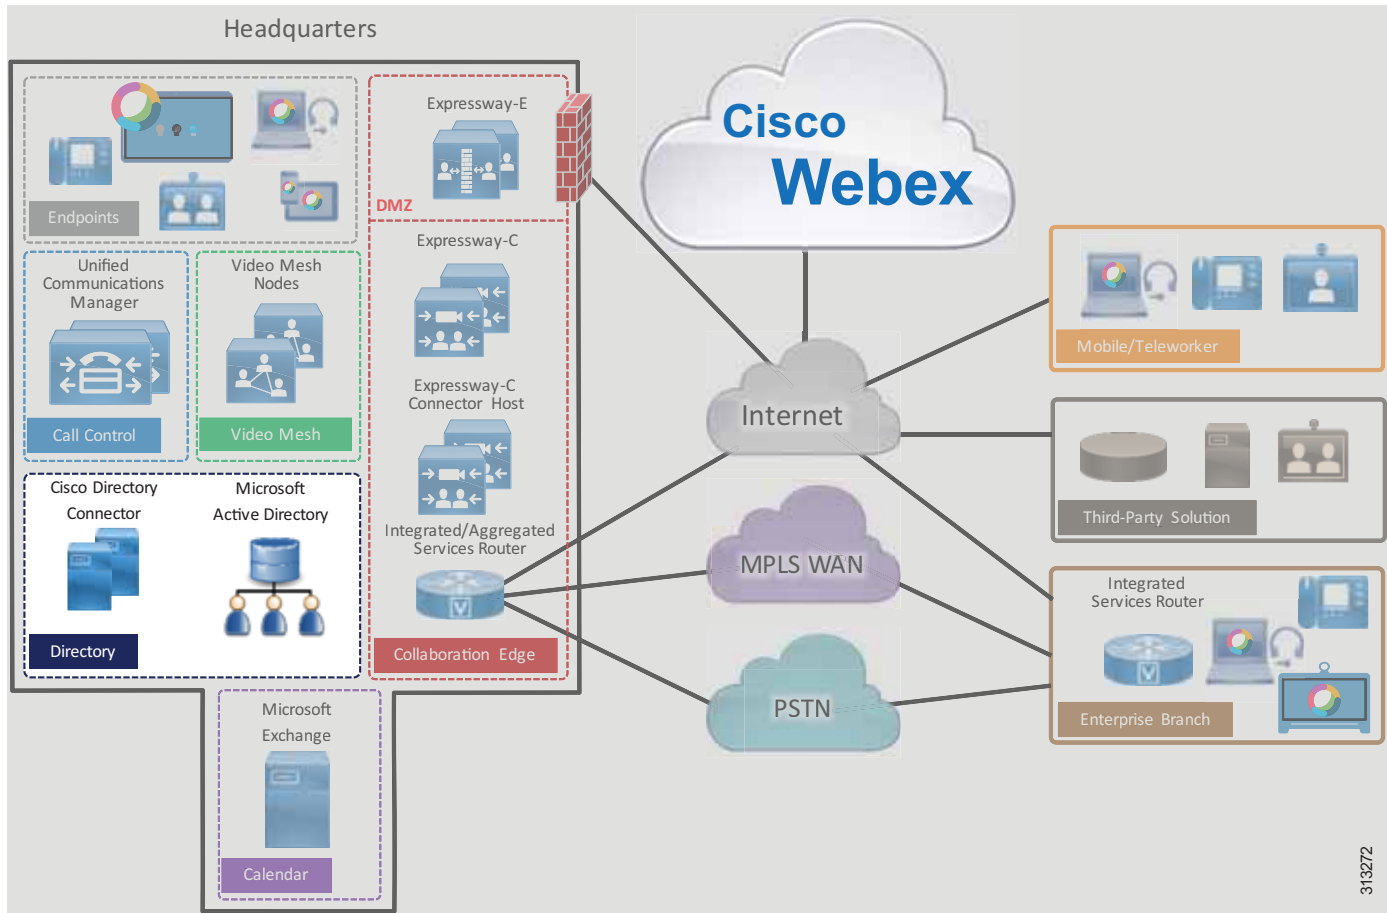 Headquarters
Endpoints
Expressway-E
DMZ
Unified
Communications
Manager
Call Control
Video Mesh
Nodes
Video Mesh
Expressway-C
Expressway-C
Connector Host
Integrated/Aggregated
Services Router
V
Collaboration Edge
Cisco Directory
Connector
Microsoft
Active Directory
Directory
Microsoft
Exchange
Calendar
Cisco
Webex
Internet
MPLS WAN
PSTN
Mobile/Teleworker
Third-Party Solution
Integrated
Services Router
V
Enterprise Branch
313272